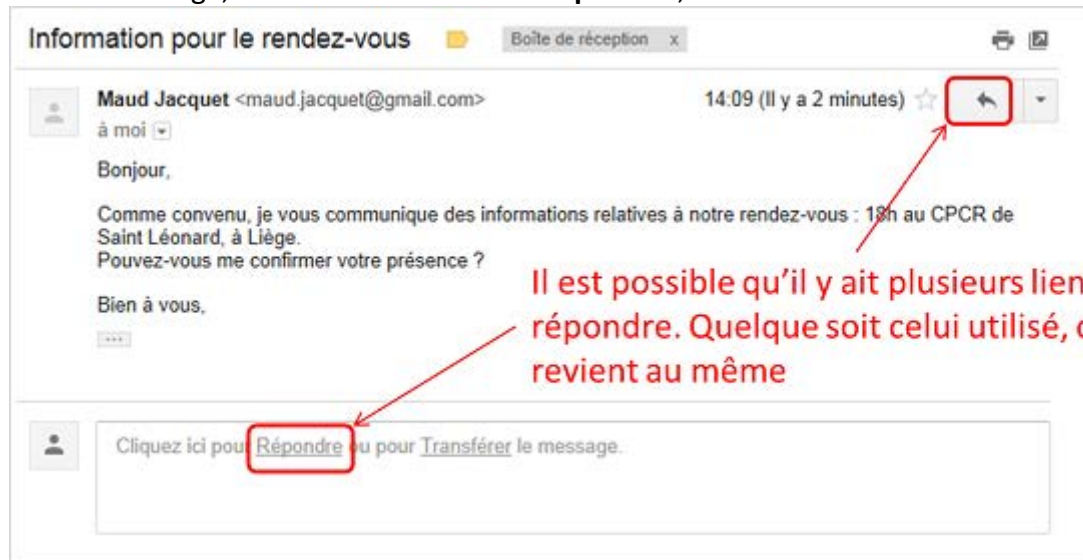 Information pour le rendez-vous Boîte de réception x
Maud Jacquet <maud.jacquet@gmail.com> 14:09 (Il y a 2 minutes)
à moi
Bonjour,
Comme convenu, je vous communique des informations relatives à notre rendez-vous : 18h au CPCR de
Saint Léonard, à Liège.
Pouvez-vous me confirmer votre présence ?
Il est possible qu'il y ait plusieurs lien
Bien à vous,
répondre. Quelque soit celui utilisé,
revient au même
Cliquez ici pour Répondre ou pour Transférer le message.